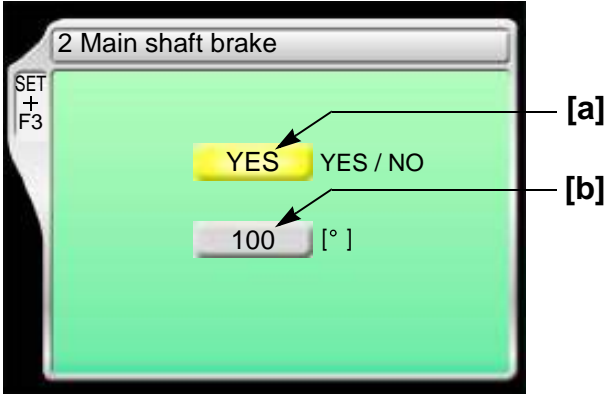 2 Main shaft brake
SET
+
F3
[a]
YES YES / NO
[b]
100 [° ]